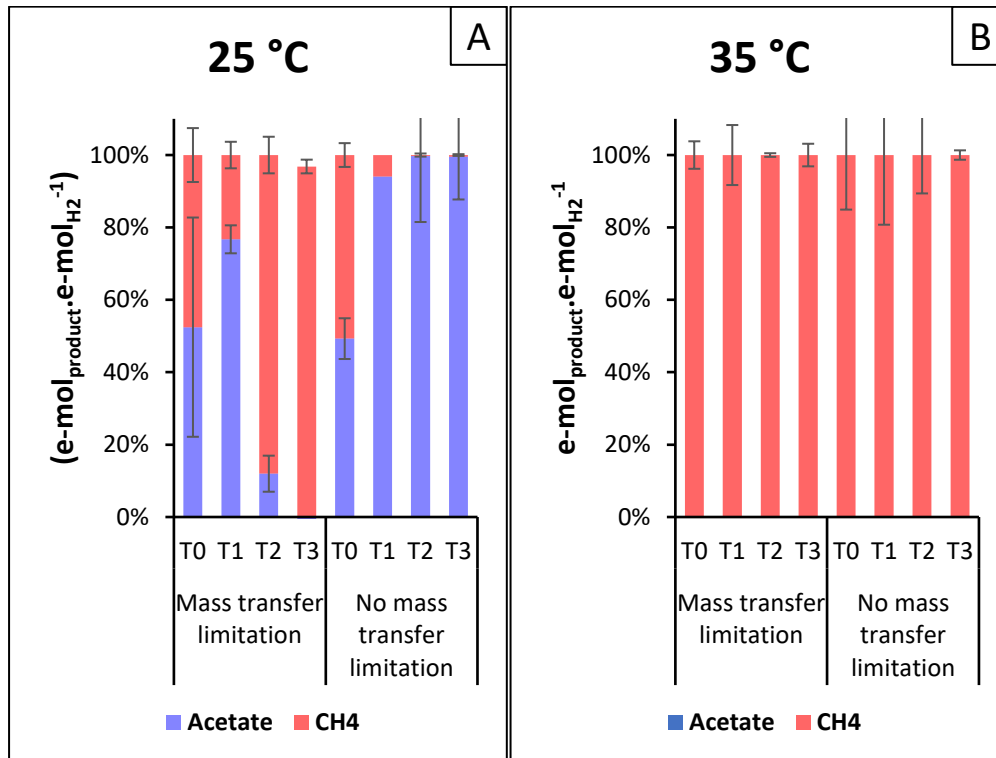 A
25 °C
(e-mol_product.e-mol_H2^-1)
100%
80%
60%
40%
20%
0%
T0 T1 T2 T3 T0 T1 T2 T3
Mass transfer
limitation
No mass
transfer
limitation
Acetate CH4
B
35 °C
e-mol_product.e-mol_H2^-1
100%
80%
60%
40%
20%
0%
T0 T1 T2 T3 T0 T1 T2 T3
Mass transfer
limitation
No mass
transfer
limitation
Acetate CH4